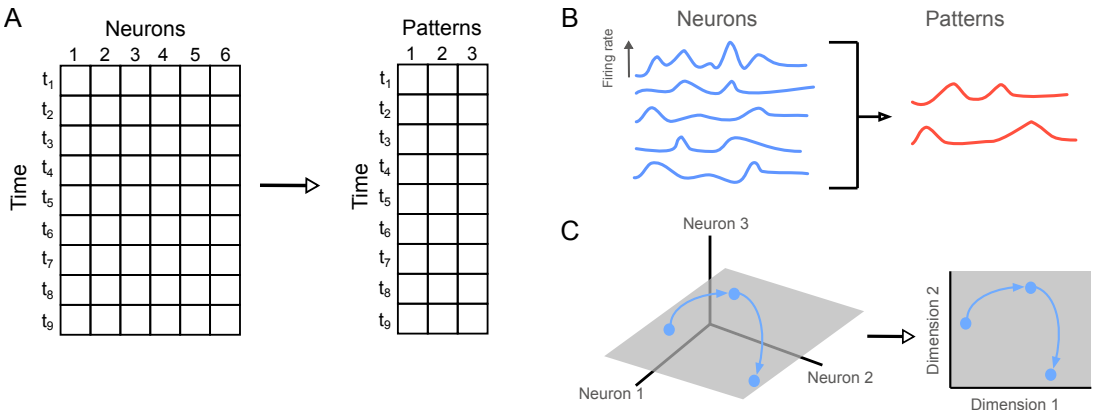 A
Neurons
1 2 3 4 5 6
Time
t1
t2
t3
t4
t5
t6
t7
t8
t9
Patterns
1 2 3
Time
t1
t2
t3
t4
t5
t6
t7
t8
t9
B
Neurons
Patterns
Firing rate
C
Neuron 3
Neuron 1
Neuron 2
Dimension 2
Dimension 1